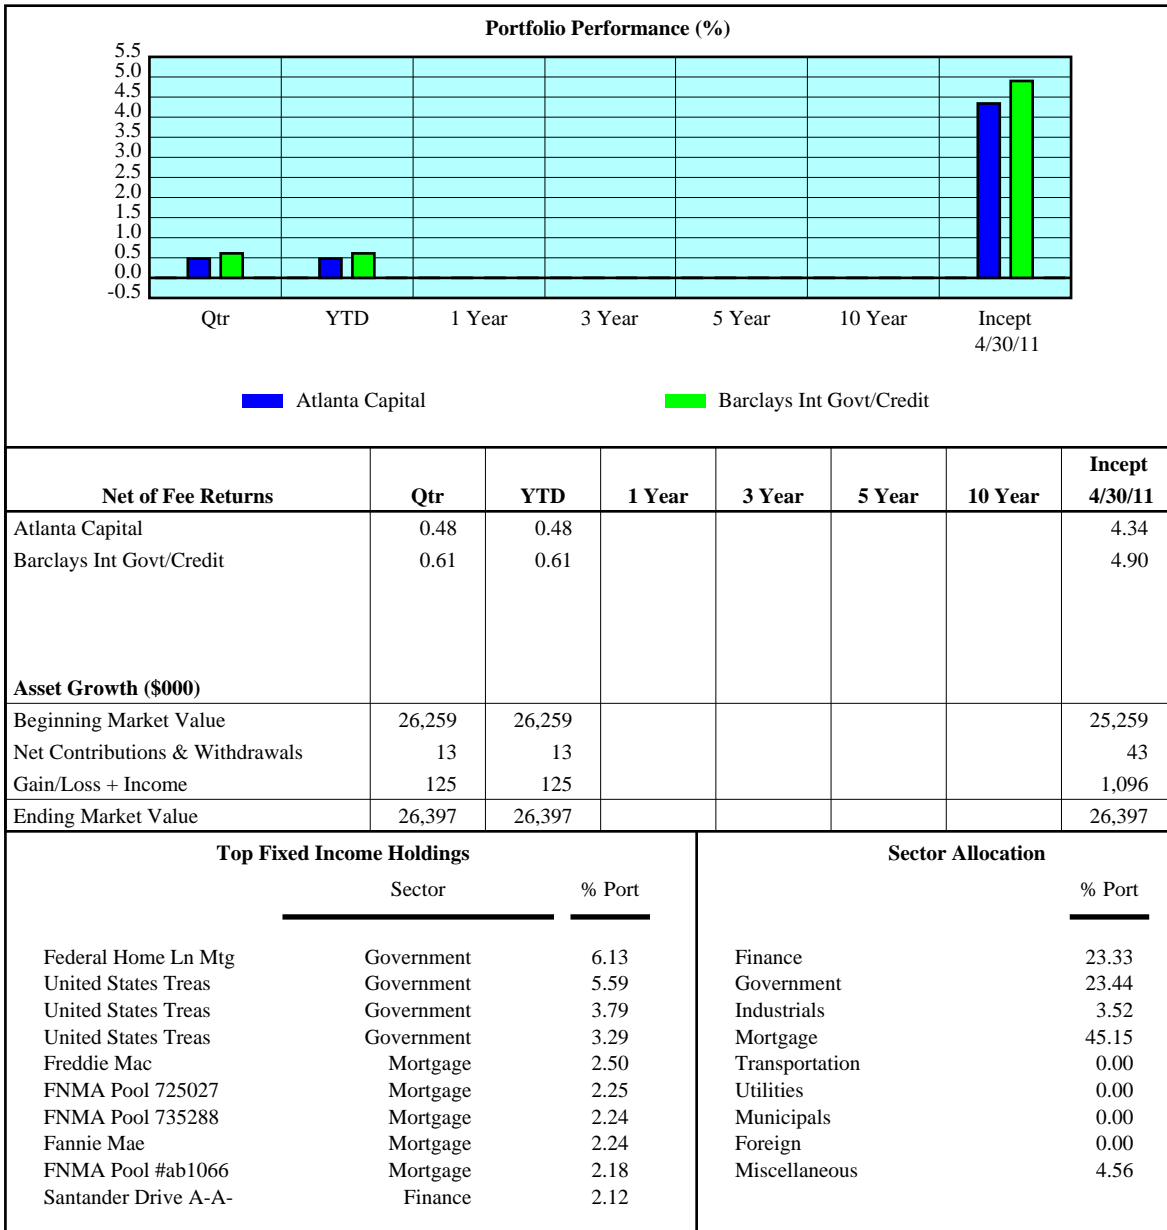 Portfolio Performance (%)
5.5
5.0
4.5
4.0
3.5
3.0
2.5
2.0
1.5
1.0
0.5
0.0
-0.5
Qtr YTD 1 Year 3 Year 5 Year 10 Year Incept
4/30/11
Atlanta Capital Barclays Int Govt/Credit
Incept
Net of Fee Returns Qtr YTD 1 Year 3 Year 5 Year 10 Year 4/30/11
Atlanta Capital 0.48 0.48 4.34
Barclays Int Govt/Credit 0.61 0.61 4.90
Asset Growth ($000)
Beginning Market Value 26,259 26,259 25,259
Net Contributions & Withdrawals 13 13 43
Gain/Loss + Income 125 125 1,096
Ending Market Value 26,397 26,397 26,397
Top Fixed Income Holdings
Sector % Port
Federal Home Ln Mtg Government 6.13
United States Treas Government 5.59
United States Treas Government 3.79
United States Treas Government 3.29
Freddie Mac Mortgage 2.50
FNMA Pool 725027 Mortgage 2.25
FNMA Pool 735288 Mortgage 2.24
Fannie Mae Mortgage 2.24
FNMA Pool #ab1066 Mortgage 2.18
Santander Drive A-A- Finance 2.12
Sector Allocation
% Port
Finance 23.33
Government 23.44
Industrials 3.52
Mortgage 45.15
Transportation 0.00
Utilities 0.00
Municipals 0.00
Foreign 0.00
Miscellaneous 4.56